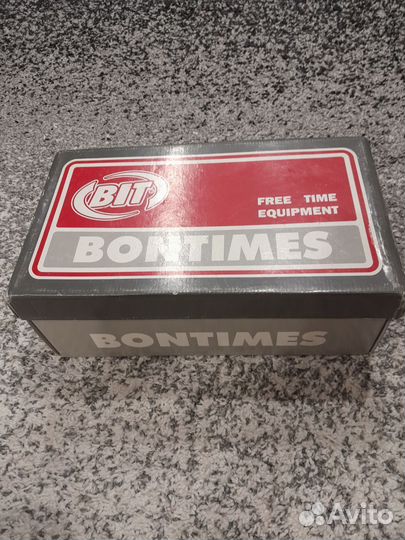 BIT
FREE TIME
EQUIPMENT
BONTIMES
BONTIMES
Avito